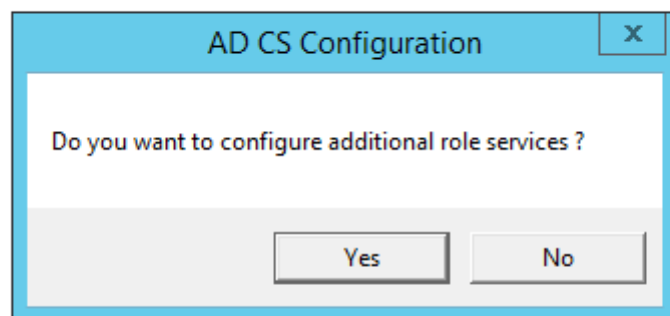 AD CS Configuration
x
Do you want to configure additional role services ?
Yes
No